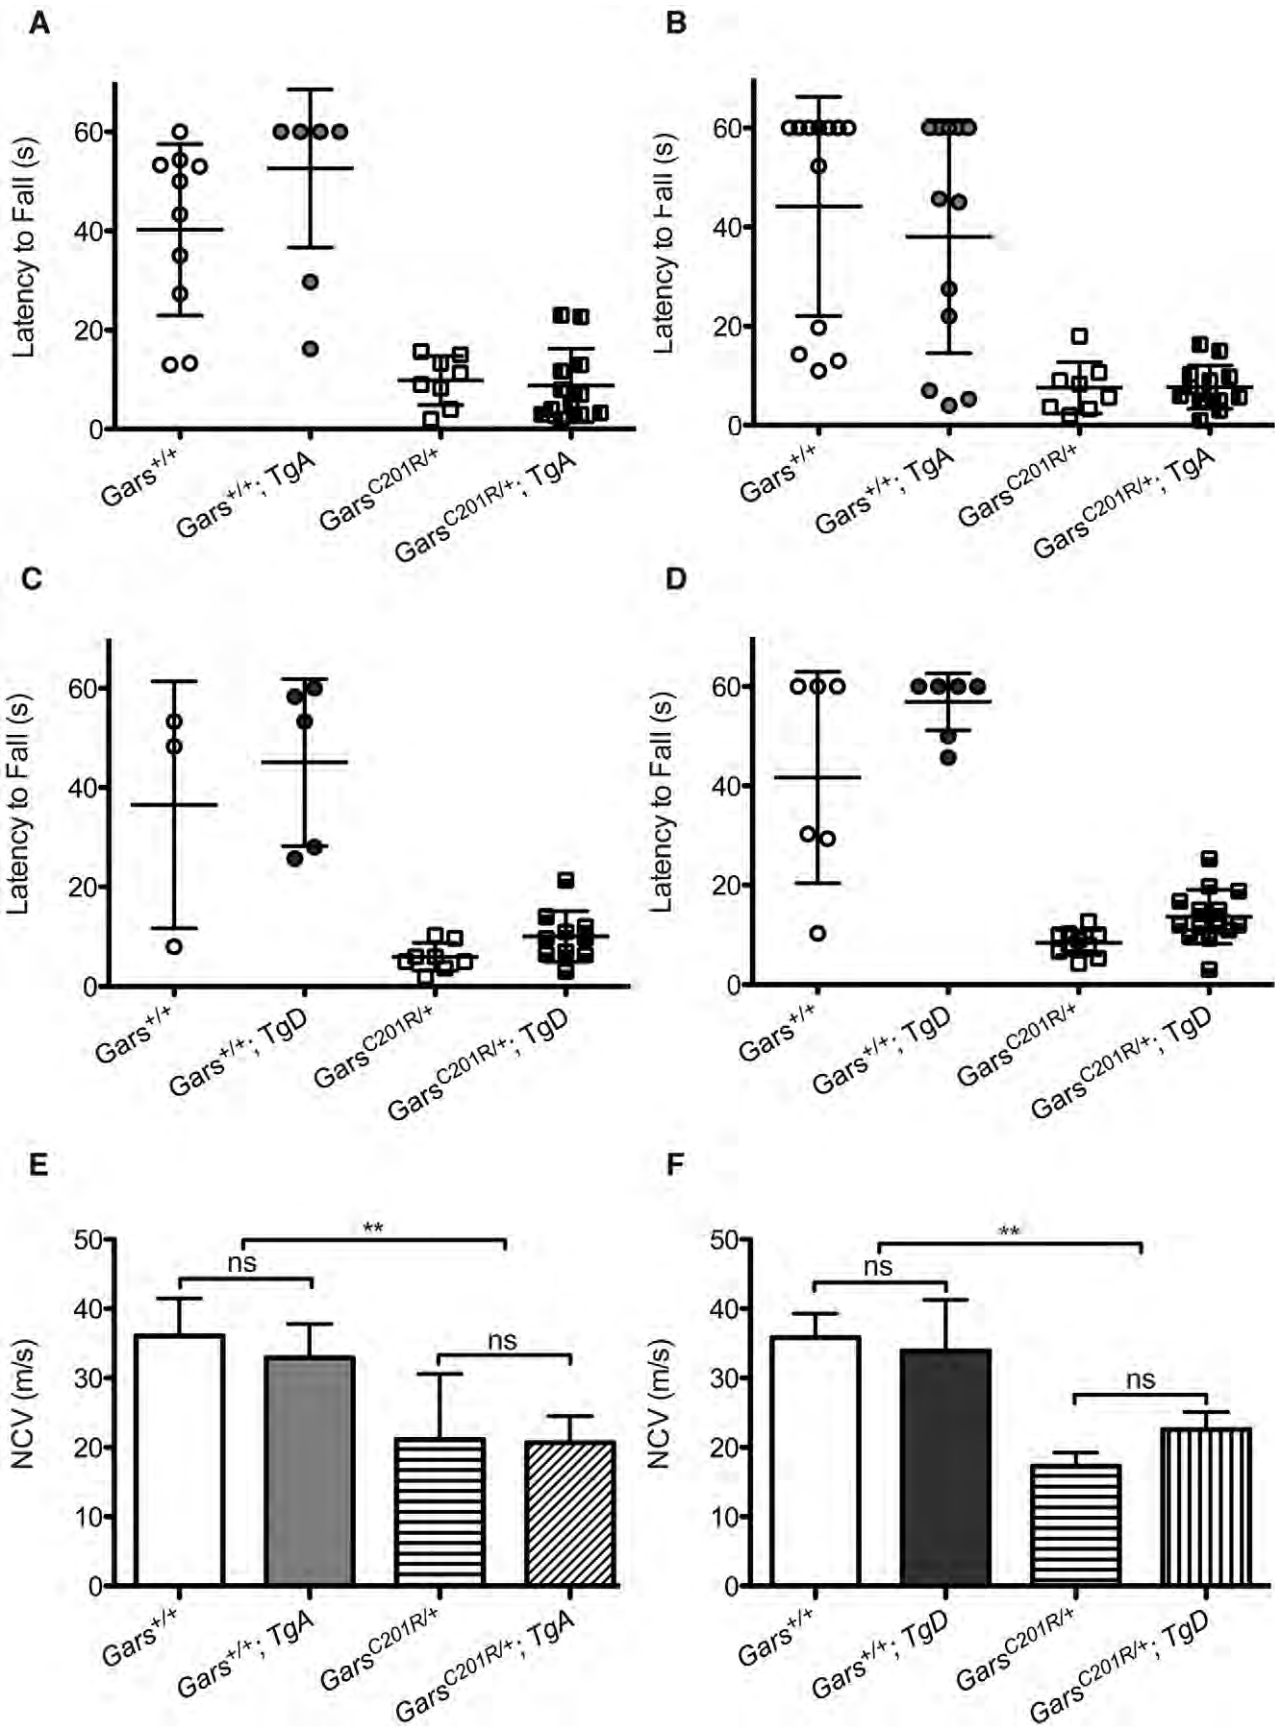 A
B
Latency to Fall (s)
60
40
20
0
Gars+/+
Gars+/+; TgA
GarsC201R/+
GarsC201R/+; TgA
Latency to Fall (s)
60
40
20
0
Gars+/+
Gars+/+; TgA
GarsC201R/+
GarsC201R/+; TgA
C
D
Latency to Fall (s)
60
40
20
0
Gars+/+
Gars+/+; TgD
GarsC201R/+
GarsC201R/+; TgD
Latency to Fall (s)
60
40
20
0
Gars+/+
Gars+/+; TgD
GarsC201R/+
GarsC201R/+; TgD
E
F
NCV (m/s)
50
40
30
20
10
0
**
ns
ns
Gars+/+
Gars+/+; TgA
GarsC201R/+
GarsC201R/+; TgA
NCV (m/s)
50
40
30
20
10
0
**
ns
ns
Gars+/+
Gars+/+; TgD
GarsC201R/+
GarsC201R/+; TgD